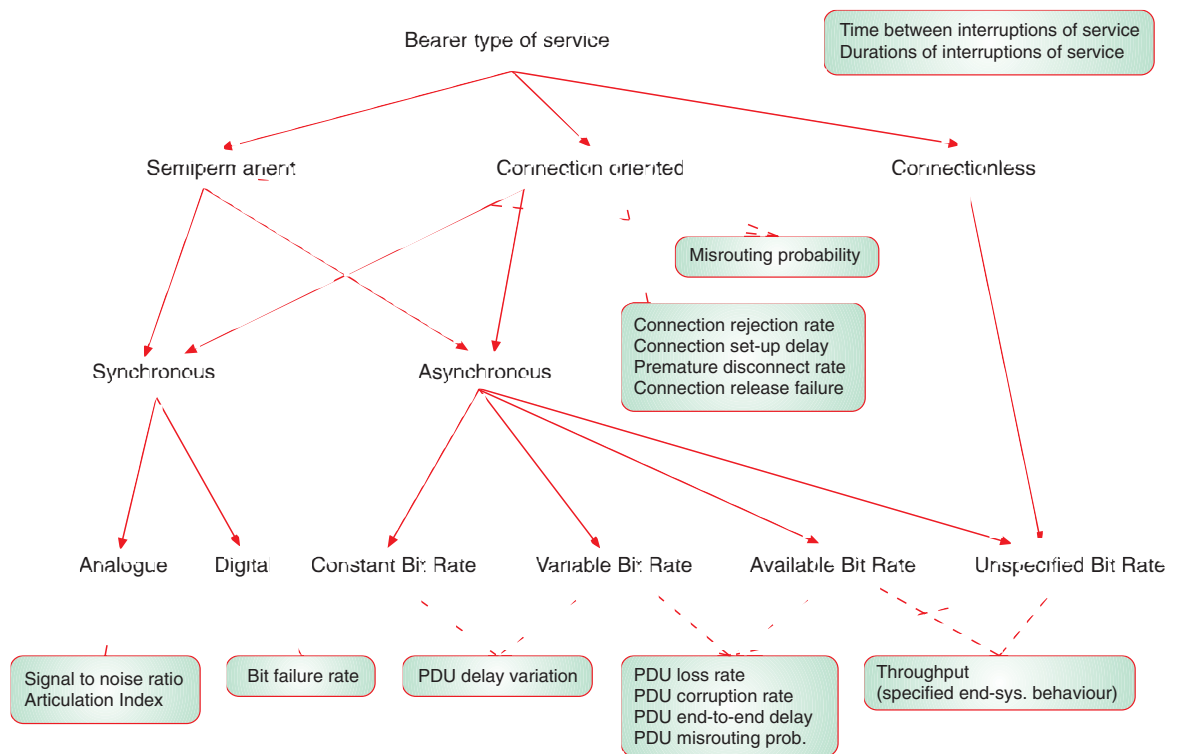 Bearer type of service
Time between interruptions of service
Durations of interruptions of service
Semipermanent
Connection oriented
Connectionless
Misrouting probability
Connection rejection rate
Connection set-up delay
Premature disconnect rate
Connection release failure
Synchronous
Asynchronous
Analogue
Digital
Constant Bit Rate
Variable Bit Rate
Available Bit Rate
Unspecified Bit Rate
Signal to noise ratio
Articulation Index
Bit failure rate
PDU delay variation
PDU loss rate
PDU corruption rate
PDU end-to-end delay
PDU misrouting prob.
Throughput
(specified end-sys. behaviour)